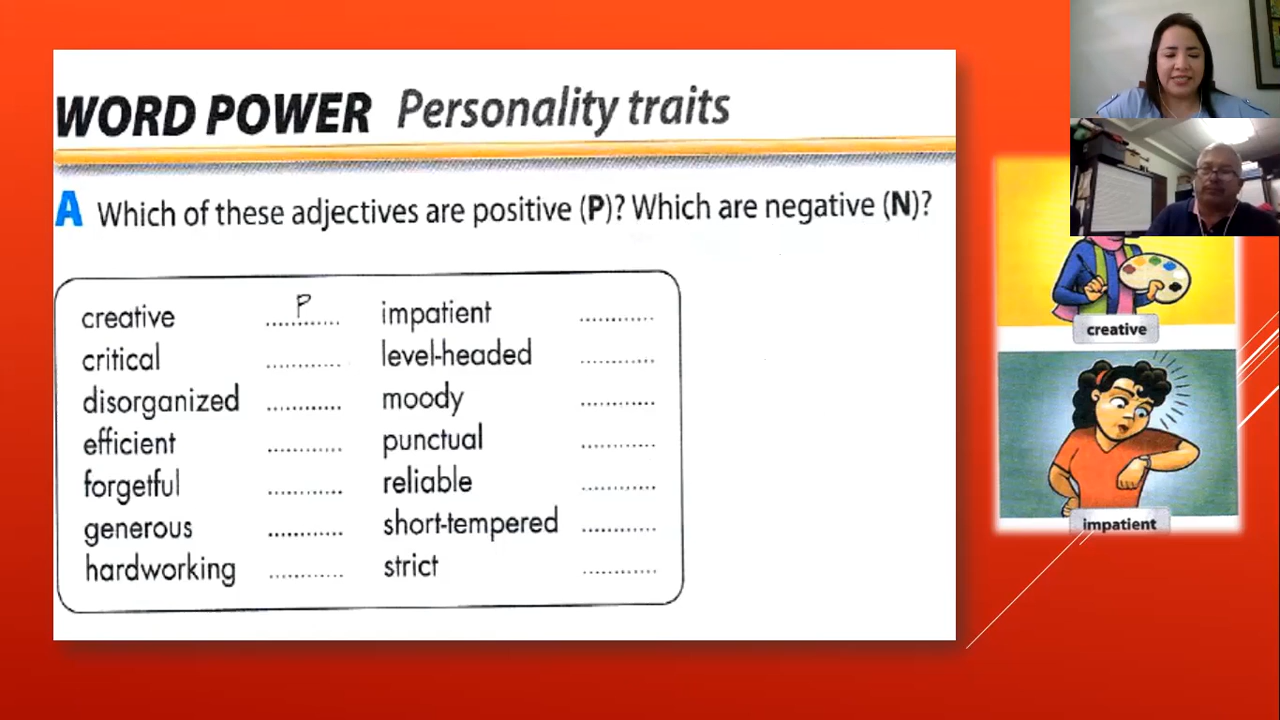 WORD POWER Personality traits
A Which of these adjectives are positive (P)? Which are negative (N)?
creative ............ P
critical ............
disorganized ............
efficient ............
forgetful ............
generous ............
hardworking ............
impatient ............
level-headed ............
moody ............
punctual ............
reliable ............
short-tempered ............
strict ............
creative
impatient